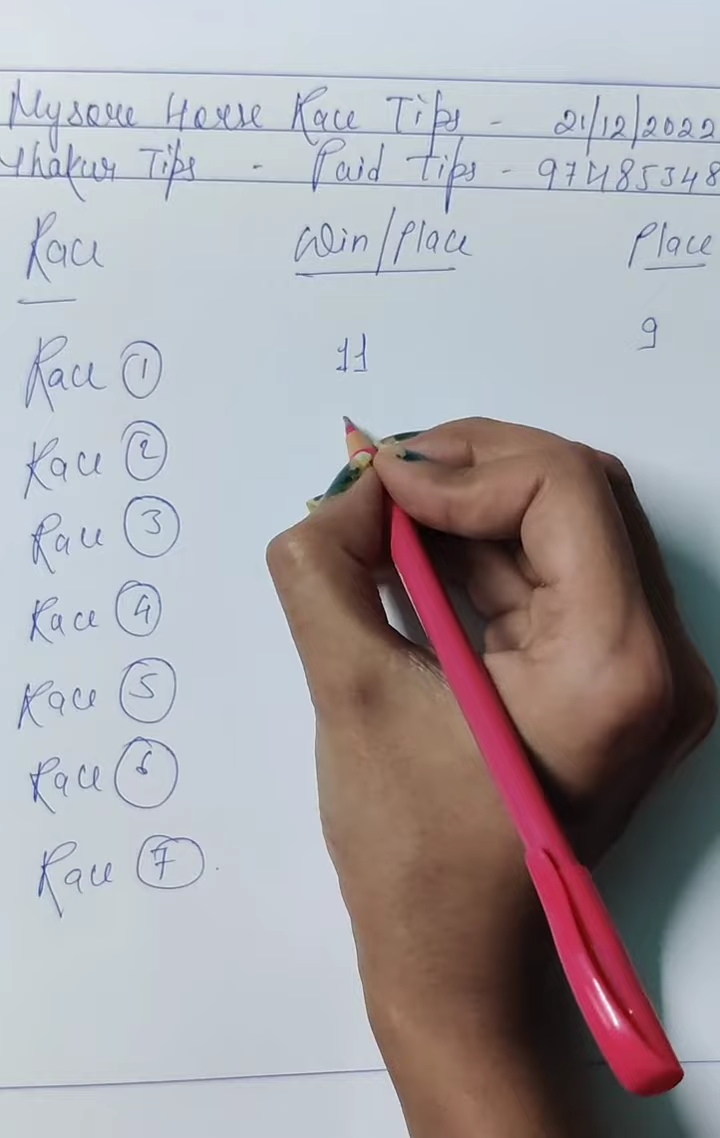 Mysore Horse Race Tips - 21/12/2022
Thakur Tips - Paid Tips - 97485348
Race Win/Place Place
Race 1 11 9
Race 2
Race 3
Race 4
Race 5
Race 6
Race 7